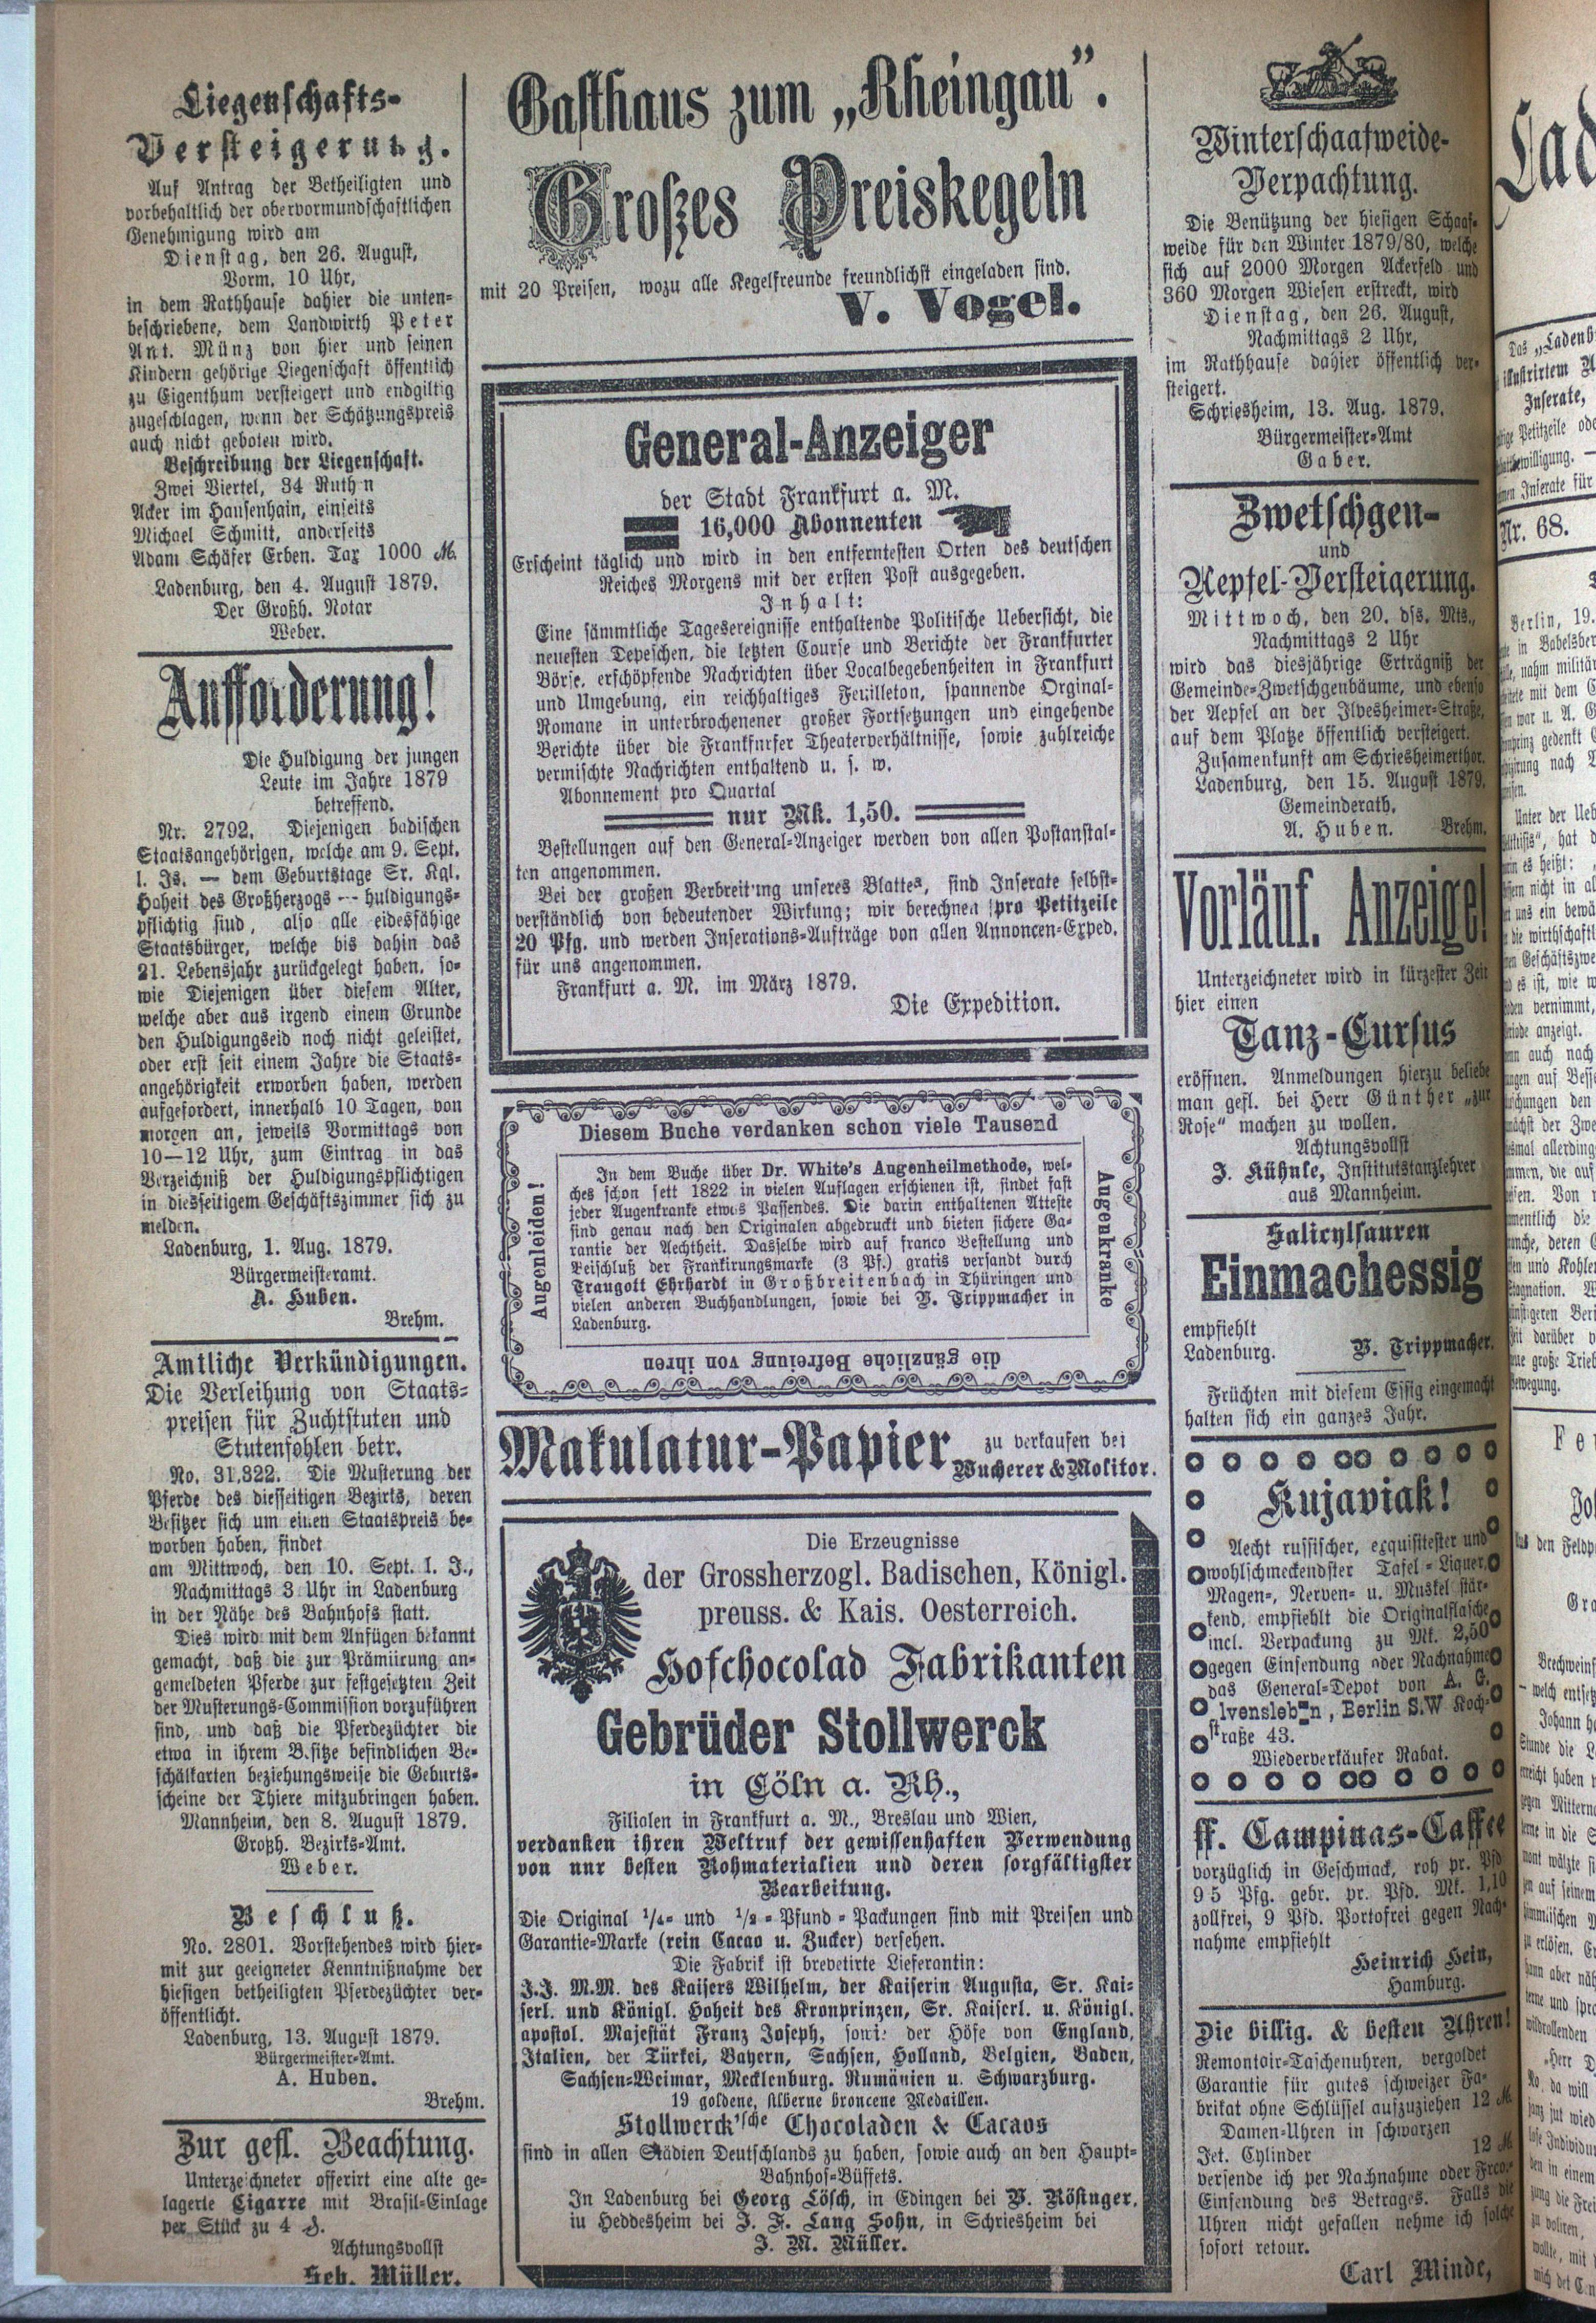 Liegenschafts-
Versteigerung.
Auf Antrag der Betheiligten und
vorbehaltlich der obervormundschaftlichen
Genehmigung wird am
Dienstag, den 26. August,
Vorm. 10 Uhr,
in dem Rathhause dahier die unten-
beschriebene, dem Landwirth Peter
Ant. Münz von hier und seinen
Kindern gehörige Liegenschaft öffentlich
zu Eigenthum versteigert und endgiltig
zugeschlagen, wenn der Schätzungspreis
auch nicht geboten wird.
Beschreibung der Liegenschaft.
Zwei Viertel, 34 Ruth n
Acker im Hausenhain, einseits
Michael Schmitt, anderseits
Adam Schäfer Erben. Tax 1000 M.
Ladenburg, den 4. August 1879.
Der Großh. Notar
Weber.
Aufforderung!
Die Huldigung der jungen
Leute im Jahre 1879
betreffend.
Nr. 2792. Diejenigen badischen
Staatsangehörigen, welche am 9. Sept.
l. Js. — dem Geburtstage Sr. Kgl.
Hoheit des Großherzogs — huldigungs-
pflichtig sind, also alle eidesfähige
Staatsbürger, welche bis dahin das
21. Lebensjahr zurückgelegt haben, so-
wie Diejenigen über diesem Alter,
welche aber aus irgend einem Grunde
den Huldigungseid noch nicht geleistet,
oder erst seit einem Jahre die Staats-
angehörigkeit erworben haben, werden
aufgefordert, innerhalb 10 Tagen, von
morgen an, jeweils Vormittags von
10—12 Uhr, zum Eintrag in das
Verzeichniß der Huldigungspflichtigen
in diesseitigem Geschäftszimmer sich zu
melden.
Ladenburg, 1. Aug. 1879.
Bürgermeisteramt.
A. Huben.
Brehm.
Amtliche Verkündigungen.
Die Verleihung von Staats-
preisen für Zuchtstuten und
Stutenfohlen betr.
No. 31,322. Die Musterung der
Pferde des diesseitigen Bezirks, deren
Besitzer sich um einen Staatspreis be-
worben haben, findet
am Mittwoch, den 10. Sept. l. J.,
Nachmittags 3 Uhr in Ladenburg
in der Nähe des Bahnhofs statt.
Dies wird mit dem Anfügen bekannt
gemacht, daß die zur Prämiirung an-
gemeldeten Pferde zur festgesetzten Zeit
der Musterungs-Commission vorzuführen
sind, und daß die Pferdezüchter die
etwa in ihrem Besitze befindlichen Be-
schälkarten beziehungsweise die Geburts-
scheine der Thiere mitzubringen haben.
Mannheim, den 8. August 1879.
Großh. Bezirks-Amt.
Weber.
Beschluß.
No. 2801. Vorstehendes wird hier-
mit zur geeigneter Kenntnißnahme der
hiesigen betheiligten Pferdezüchter ver-
öffentlicht.
Ladenburg, 13. August 1879.
Bürgermeister-Amt.
A. Huben.
Brehm.
Zur gefl. Beachtung.
Unterzeichneter offerirt eine alte ge-
lagerte Cigarre mit Brasil-Einlage
per Stück zu 4 ₰.
Achtungsvollst
Seb. Müller.
Gasthaus zum „Rheingau".
Großes Preiskegeln
mit 20 Preisen, wozu alle Kegelfreunde freundlichst eingeladen sind.
V. Vogel.
General-Anzeiger
der Stadt Frankfurt a. M.
16,000 Abonnenten
Erscheint täglich und wird in den entferntesten Orten des deutschen
Reiches Morgens mit der ersten Post ausgegeben.
Inhalt:
Eine sämmtliche Tagesereignisse enthaltende Politische Uebersicht, die
neuesten Depeschen, die letzten Course und Berichte der Frankfurter
Börse, erschöpfende Nachrichten über Localbegebenheiten in Frankfurt
und Umgebung, ein reichhaltiges Feuilleton, spannende Orginal-
Romane in unterbrochenener großer Fortsetzungen und eingehende
Berichte über die Frankfurter Theaterverhältnisse, sowie zahlreiche
vermischte Nachrichten enthaltend u. s. w.
Abonnement pro Quartal
nur Mk. 1,50.
Bestellungen auf den General-Anzeiger werden von allen Postanstal-
ten angenommen.
Bei der großen Verbreitung unseres Blattes, sind Inserate selbst-
verständlich von bedeutender Wirkung; wir berechnen pro Petitzeile
20 Pfg. und werden Inserations-Aufträge von allen Annoncen-Exped.
für uns angenommen.
Frankfurt a. M. im März 1879.
Die Expedition.
Diesem Buche verdanken schon viele Tausend
Augenleiden!
In dem Buche über Dr. White's Augenheilmethode, wel-
ches schon seit 1822 in vielen Auflagen erschienen ist, findet fast
jeder Augenkranke etwas Passendes. Die darin enthaltenen Atteste
sind genau nach den Originalen abgedruckt und bieten sichere Ga-
rantie der Aechtheit. Dasselbe wird auf franco Bestellung und
Beischluß der Frankirungsmarke (3 Pf.) gratis versandt durch
Traugott Ehrhardt in Großbreitenbach in Thüringen und
vielen anderen Buchhandlungen, sowie bei B. Trippmacher in
Ladenburg.
Augenkranke
die gänzliche Befreiung von ihren
Makulatur-Papier zu verkaufen bei
Wucherer & Molitor.
Die Erzeugnisse
der Grossherzogl. Badischen, Königl.
preuss. & Kais. Oesterreich.
Hofchocolad Fabrikanten
Gebrüder Stollwerck
in Cöln a. Rh.,
Filialen in Frankfurt a. M., Breslau und Wien,
verdanken ihren Weltruf der gewissenhaften Verwendung
von nur besten Rohmaterialien und deren sorgfältigster
Bearbeitung.
Die Original 1/4- und 1/2-Pfund-Packungen sind mit Preisen und
Garantie-Marke (rein Cacao u. Zucker) versehen.
Die Fabrik ist brevetirte Lieferantin:
J.J. M.M. des Kaisers Wilhelm, der Kaiserin Augusta, Sr. Kai-
serl. und Königl. Hoheit des Kronprinzen, Sr. Kaiserl. u. Königl.
apostol. Majestät Franz Joseph, sowie der Höfe von England,
Italien, der Türkei, Bayern, Sachsen, Holland, Belgien, Baden,
Sachsen-Weimar, Mecklenburg, Rumänien u. Schwarzburg.
19 goldene, silberne broncene Medaillen.
Stollwerck'sche Chocoladen & Cacaos
sind in allen Städten Deutschlands zu haben, sowie auch an den Haupt-
Bahnhof-Büffets.
In Ladenburg bei Georg Lösch, in Edingen bei B. Rösinger,
in Heddesheim bei J. F. Lang Sohn, in Schriesheim bei
J. M. Müller.
Winterschaafweide-
Verpachtung.
Die Benützung der hiesigen Schaaf-
weide für den Winter 1879/80, welche
sich auf 2000 Morgen Ackerfeld und
360 Morgen Wiesen erstreckt, wird
Dienstag, den 26. August,
Nachmittags 2 Uhr,
im Rathhause dahier öffentlich ver-
steigert.
Schriesheim, 13. Aug. 1879.
Bürgermeister-Amt
Gaber.
Zwetschgen-
und
Aepfel-Versteigerung.
Mittwoch, den 20. dss. Mts.,
Nachmittags 2 Uhr
wird das diesjährige Erträgniß der
Gemeinde-Zwetschgenbäume, und ebenso
der Aepfel an der Ilvesheimer-Straße,
auf dem Platze öffentlich versteigert.
Zusamenkunft am Schriesheimerthor.
Ladenburg, den 15. August 1879.
Gemeinderath.
A. Huben. Brehm.
Vorläuf. Anzeige!
Unterzeichneter wird in kürzester Zeit
hier einen
Tanz-Cursus
eröffnen. Anmeldungen hierzu beliebe
man gefl. bei Herr Günther „zur
Rose" machen zu wollen.
Achtungsvollst
J. Kühnle, Institutstanzlehrer
aus Mannheim.
Salicylsauren
Einmachessig
empfiehlt
Ladenburg. B. Trippmacher.
Früchten mit diesem Essig eingemacht
halten sich ein ganzes Jahr.
Kujaviak!
Aecht russischer, exquisitester und
wohlschmeckendster Tafel-Liquer,
Magen-, Nerven- u. Muskel stär-
kend, empfiehlt die Originalflasche
incl. Verpackung zu Mk. 2,50
gegen Einsendung oder Nachnahme
das General-Depot von A. G.
lvensleb n, Berlin S.W Koch-
straße 43.
Wiederverkäufer Rabat.
ff. Campinas-Caffee
vorzüglich in Geschmack, roh pr. Pfd
95 Pfg. gebr. pr. Pfd. Mk. 1,10
zollfrei, 9 Pfd. Portofrei gegen Nach-
nahme empfiehlt
Heinrich Hein,
Hamburg.
Die billig. & besten Uhren!
Remontoir-Taschenuhren, vergoldet
Garantie für gutes schweizer Fa-
brikat ohne Schlüssel aufzuziehen 12 M.
Damen-Uhren in schwarzen
Jet. Cylinder 12 M.
versende ich per Nachnahme oder Frco.-
Einsendung des Betrages. Falls die
Uhren nicht gefallen nehme ich solche
sofort retour.
Carl Minde,
Lad
Nr. 68.
Berlin, 19.